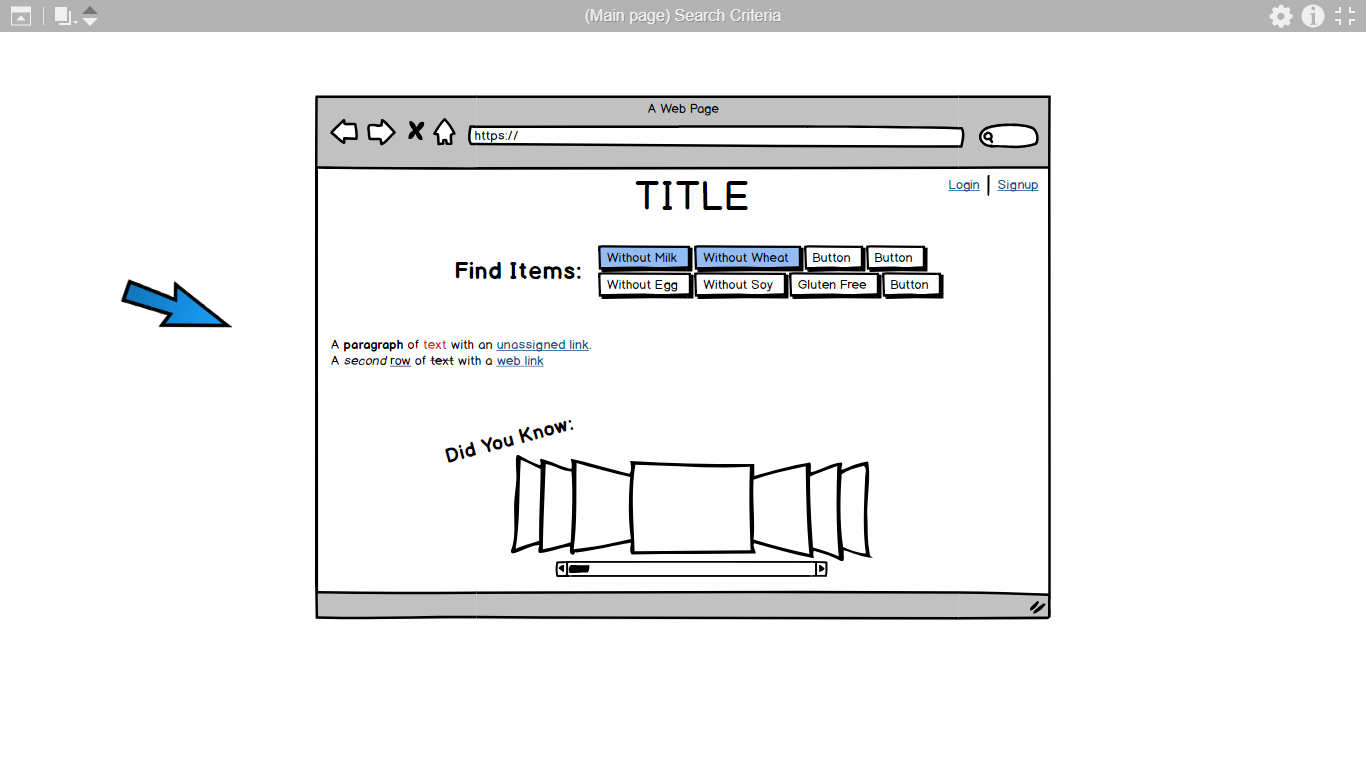 (Main page) Search Criteria
A Web Page
https://
Login Signup
TITLE
Find Items:
Without Milk Without Wheat Button Button
Without Egg Without Soy Gluten Free Button
A paragraph of text with an unassigned link.
A second row of text with a web link
Did You Know: